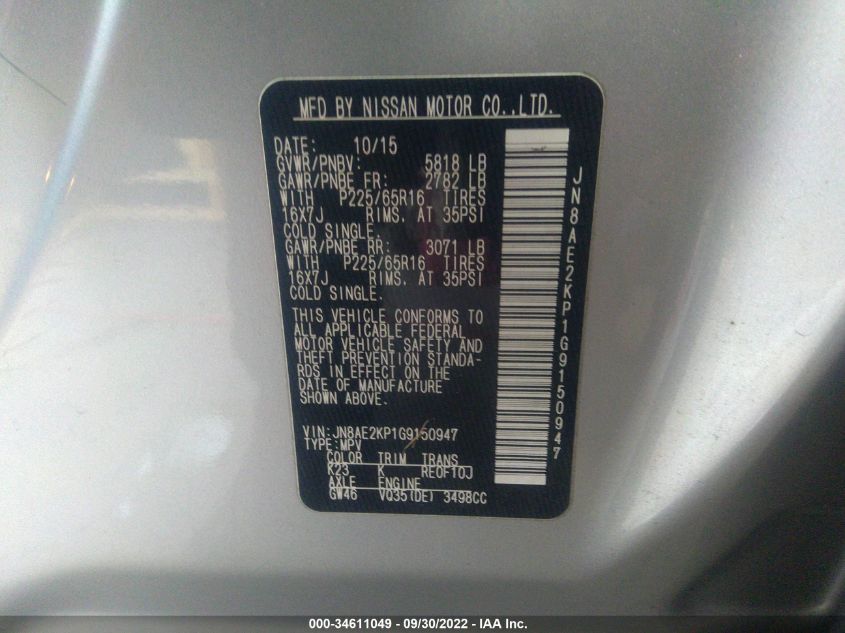 MFD BY NISSAN MOTOR CO.,LTD.
DATE: 10/15
GVWR/PNBV: 5818 LB
GAWR/PNBE FR: 2782 LB
WITH P225/65R16 TIRES
16X7J RIMS. AT 35PSI
COLD SINGLE.
GAWR/PNBE RR: 3071 LB
WITH P225/65R16 TIRES
16X7J RIMS. AT 35PSI
COLD SINGLE.
THIS VEHICLE CONFORMS TO
ALL APPLICABLE FEDERAL
MOTOR VEHICLE SAFETY AND
THEFT PREVENTION STANDA-
RDS IN EFFECT ON THE
DATE OF MANUFACTURE
SHOWN ABOVE.
VIN:JN8AE2KP1G9150947
TYPE:MPV
COLOR TRIM TRANS
K23 K REOF10J
AXLE ENGINE
GW46 VQ35(DE) 3498CC
JN8AE2KP1G9150947
000-34611049 - 09/30/2022 - IAA Inc.